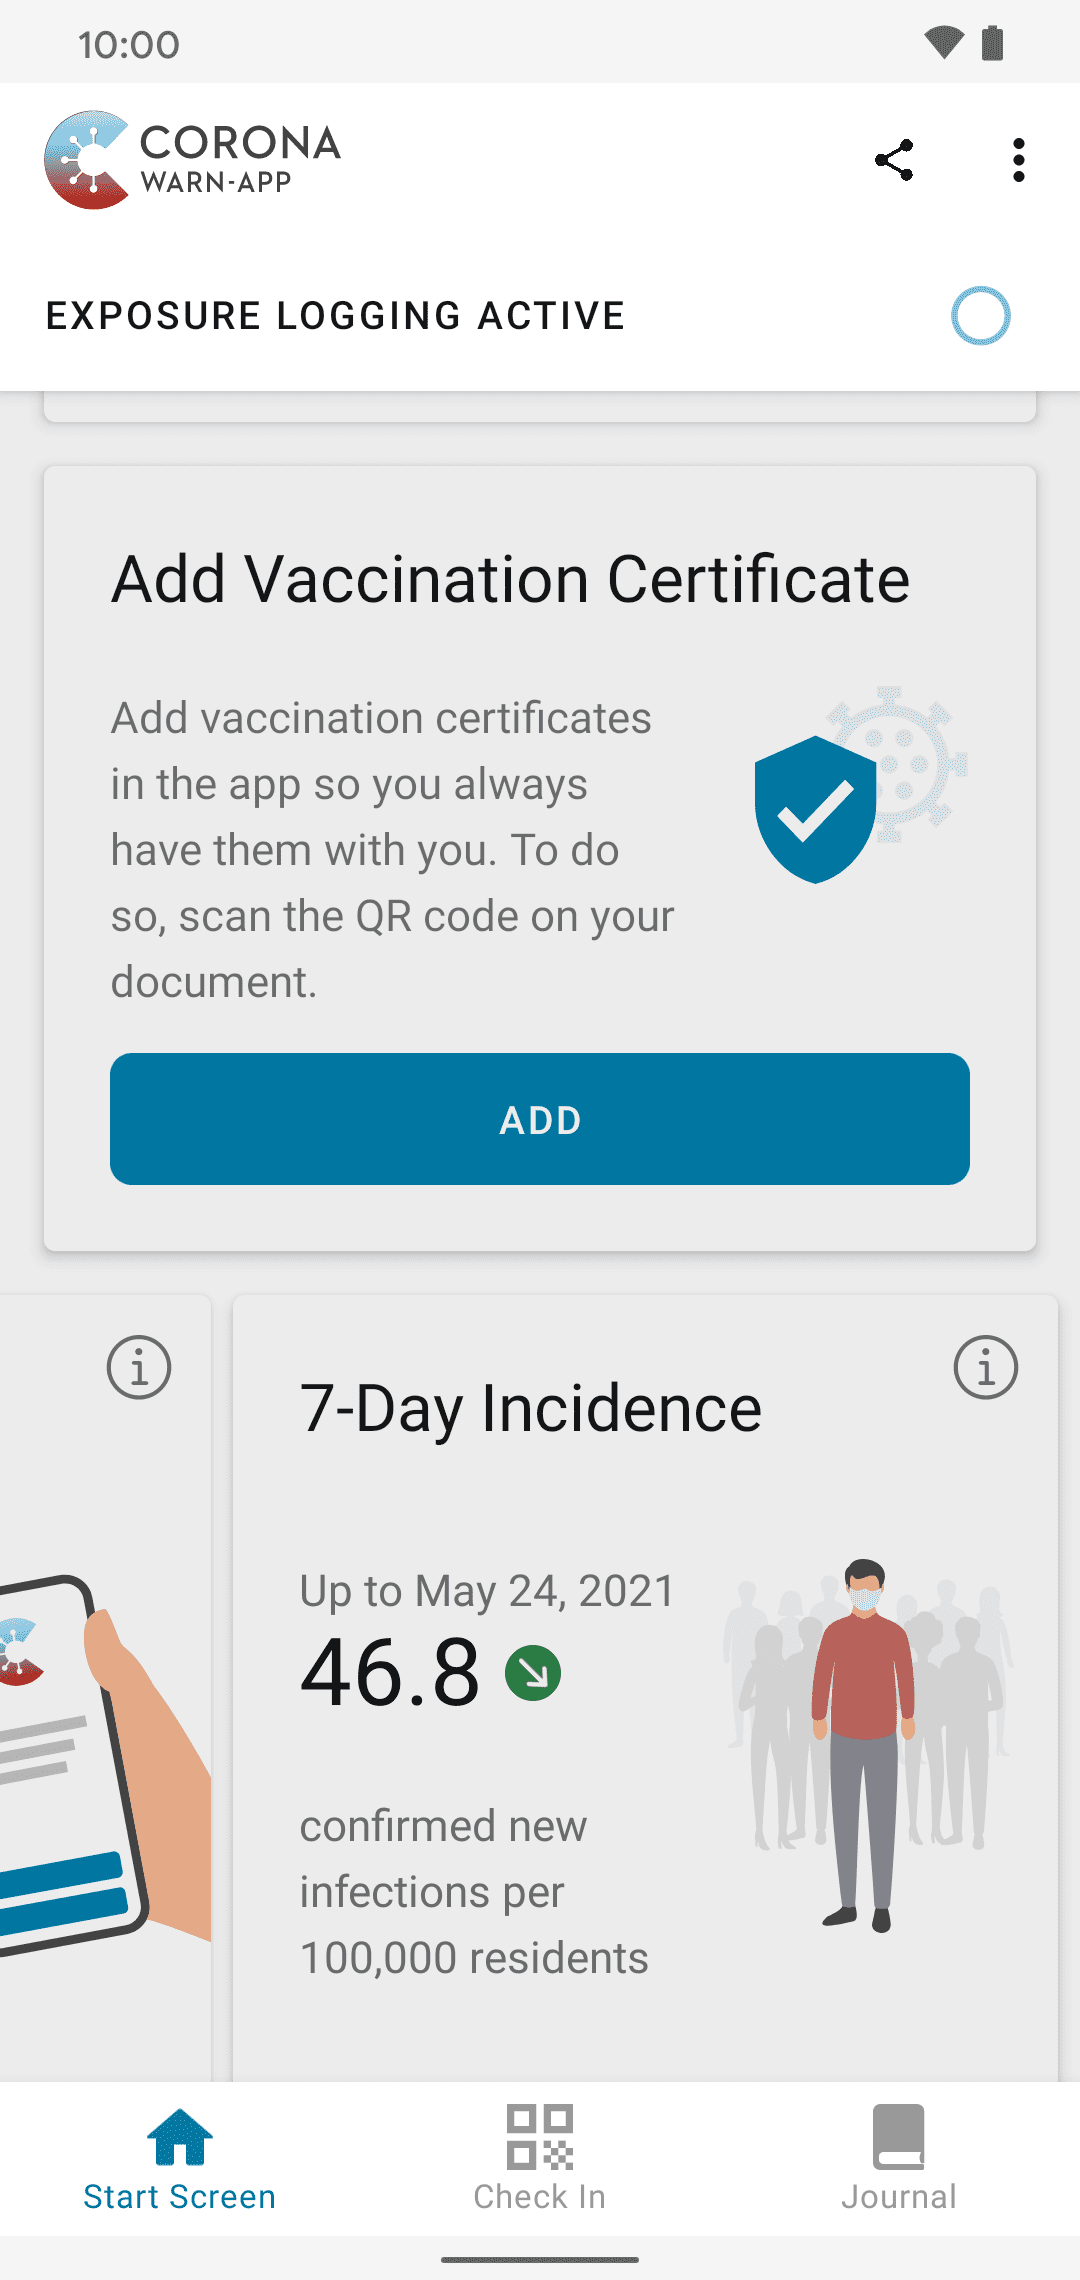 10:00
CORONA
WARN-APP
EXPOSURE LOGGING ACTIVE
Add Vaccination Certificate
Add vaccination certificates
in the app so you always
have them with you. To do
so, scan the QR code on your
document.
ADD
7-Day Incidence
Up to May 24, 2021
46.8
confirmed new
infections per
100,000 residents
Start Screen
Check In
Journal